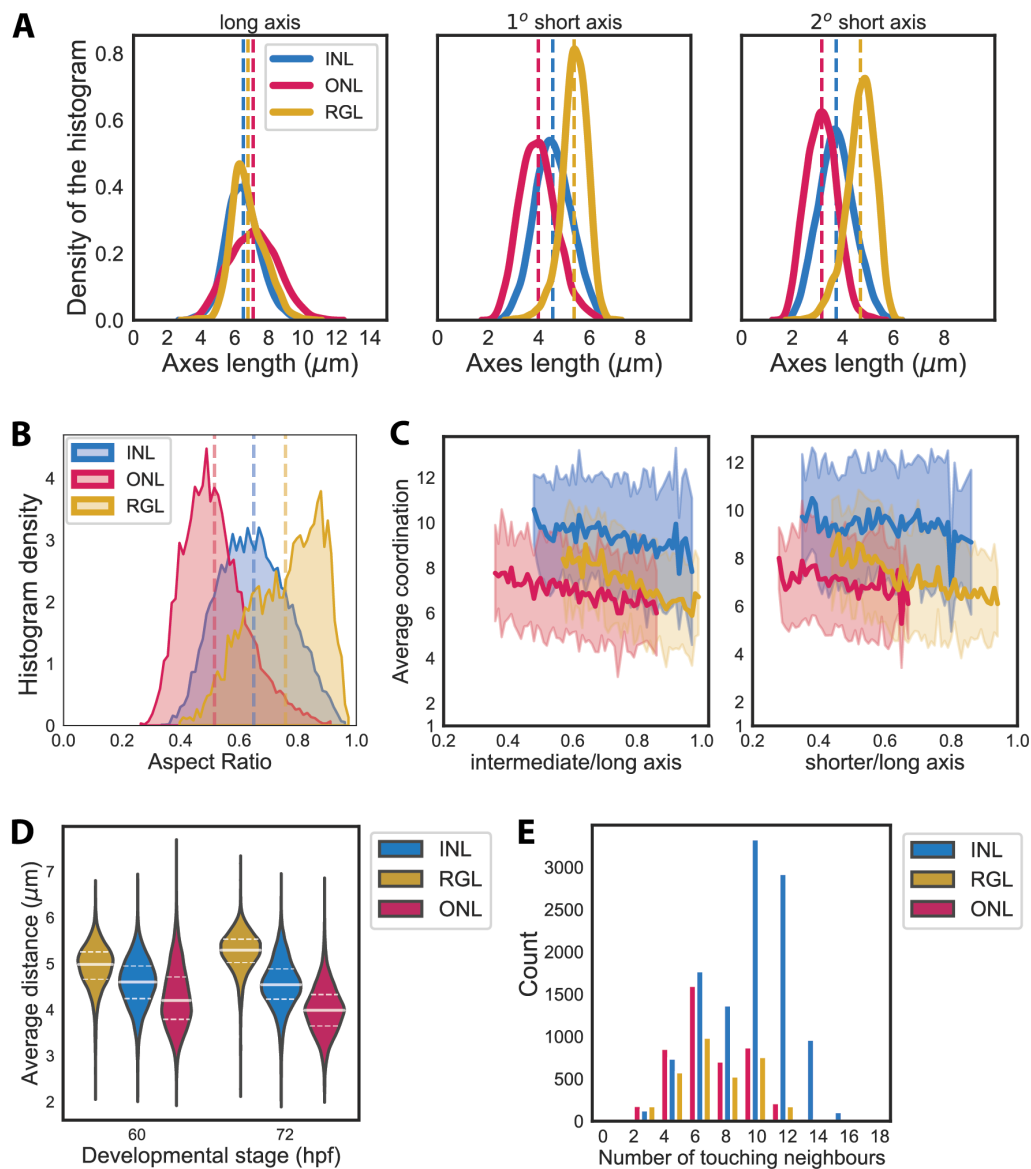 A
long axis
1º short axis
2º short axis
INL
ONL
RGL
Density of the histogram
0.8
0.6
0.4
0.2
0.0
0 2 4 6 8 10 12 14 15
2 4 6 8
2 4 6 8
Axes length (µm)
Axes length (µm)
Axes length (µm)
B
INL
ONL
RGL
Histogram density
4
3
2
1
0
0.0 0.2 0.4 0.6 0.8 1.0
Aspect Ratio
C
Average coordination
12
10
8
6
4
2
1
0.2 0.4 0.6 0.8 1.0
intermediate/long axis
12
10
8
6
4
2
1
0.2 0.4 0.6 0.8 1.0
shorter/long axis
D
INL
RGL
ONL
Average distance (µm)
7
6
5
4
3
2
60 72
Developmental stage (hpf)
E
INL
RGL
ONL
Count
3000
2500
2000
1500
1000
500
0
0 2 4 6 8 10 12 14 16 18
Number of touching neighbours